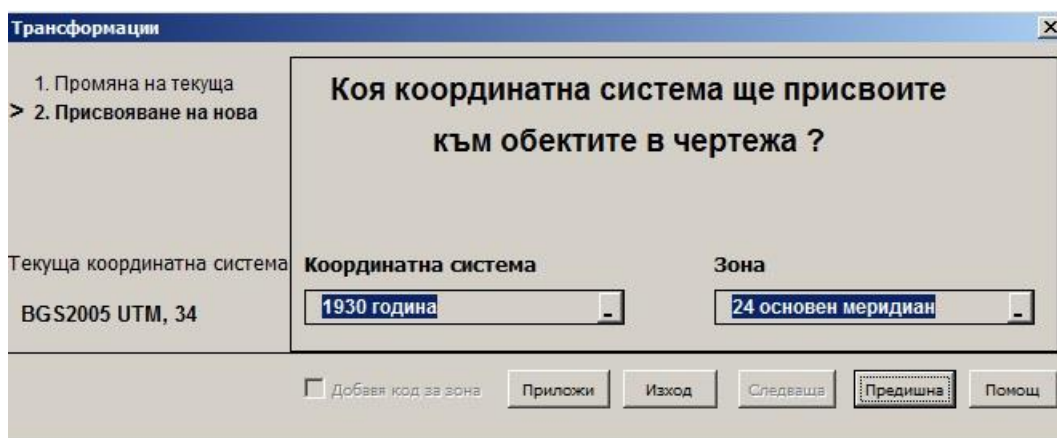 Трансформации
1. Промяна на текуща
> 2. Присвояване на нова
Коя координатна система ще присвоите
към обектите в чертежа ?
Текуща координатна система
BGS2005 UTM, 34
Координатна система
Зона
1930 година
24 основен меридиан
Добавя код за зона
Приложи
Изход
Следваща
Предишна
Помощ